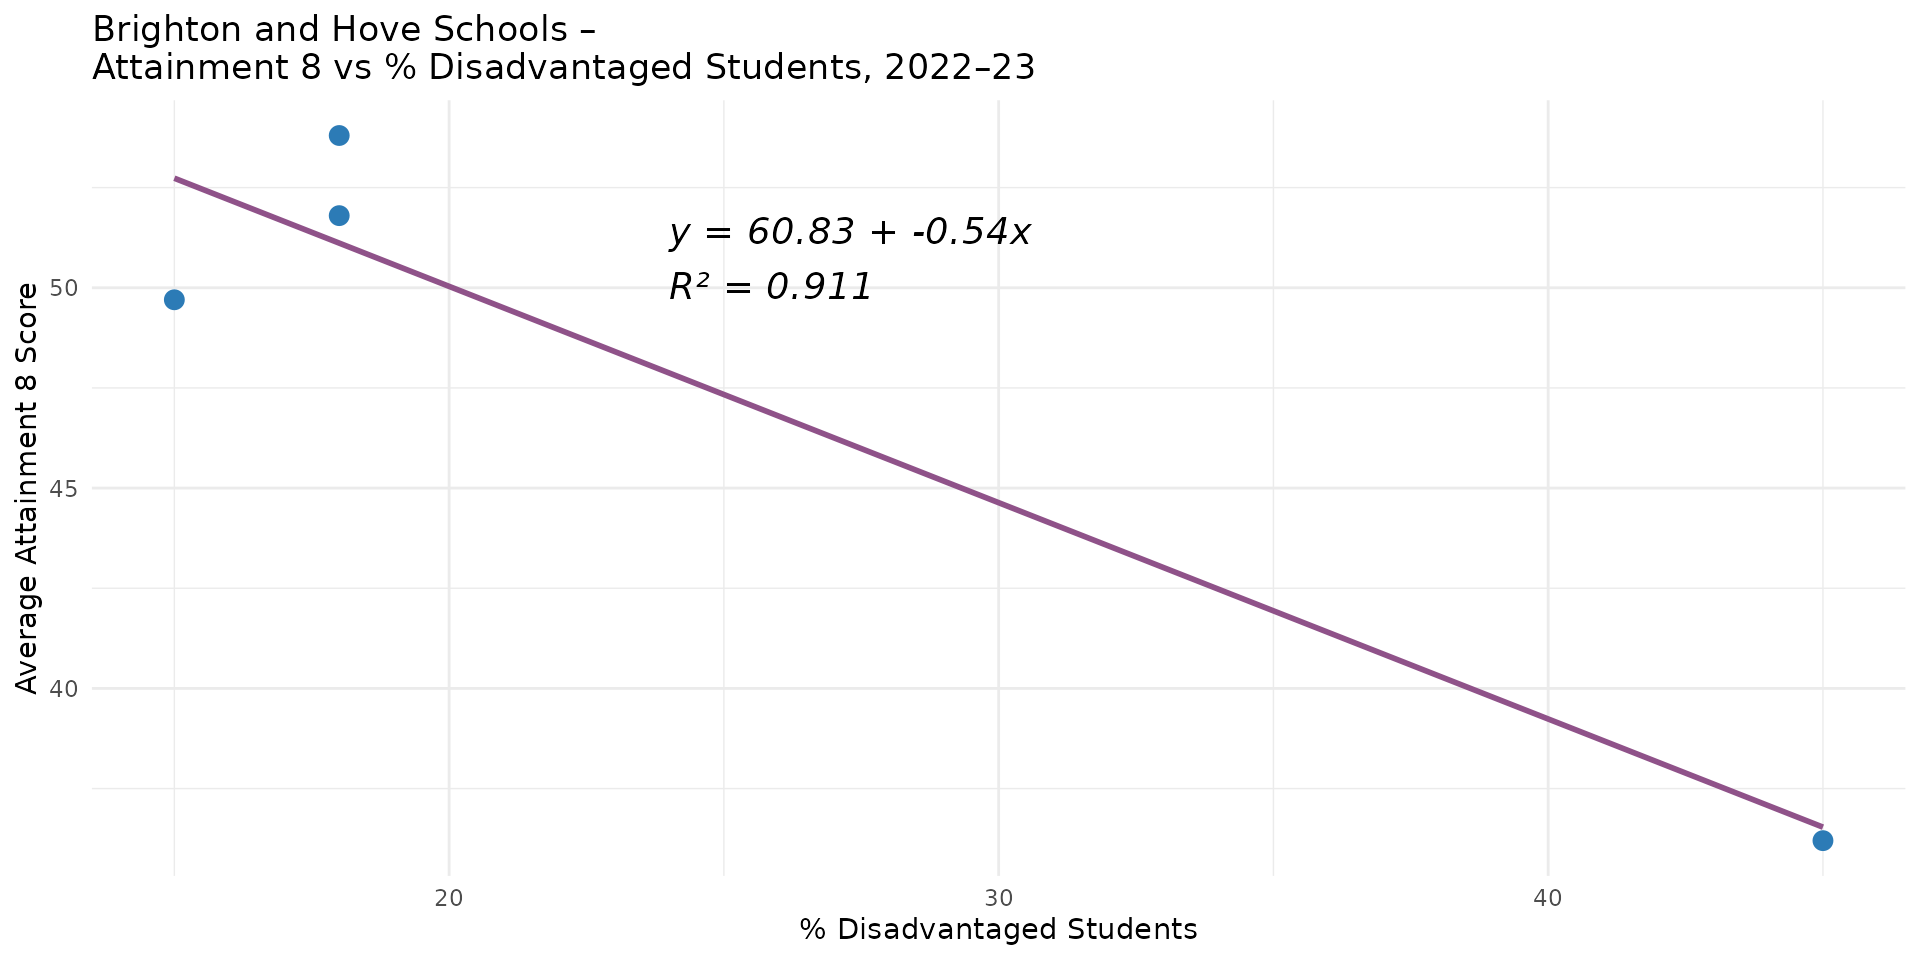 Brighton and Hove Schools –
Attainment 8 vs % Disadvantaged Students, 2022–23
y = 60.83 + -0.54x
R² = 0.911
Average Attainment 8 Score
50
45
40
20
30
40
% Disadvantaged Students